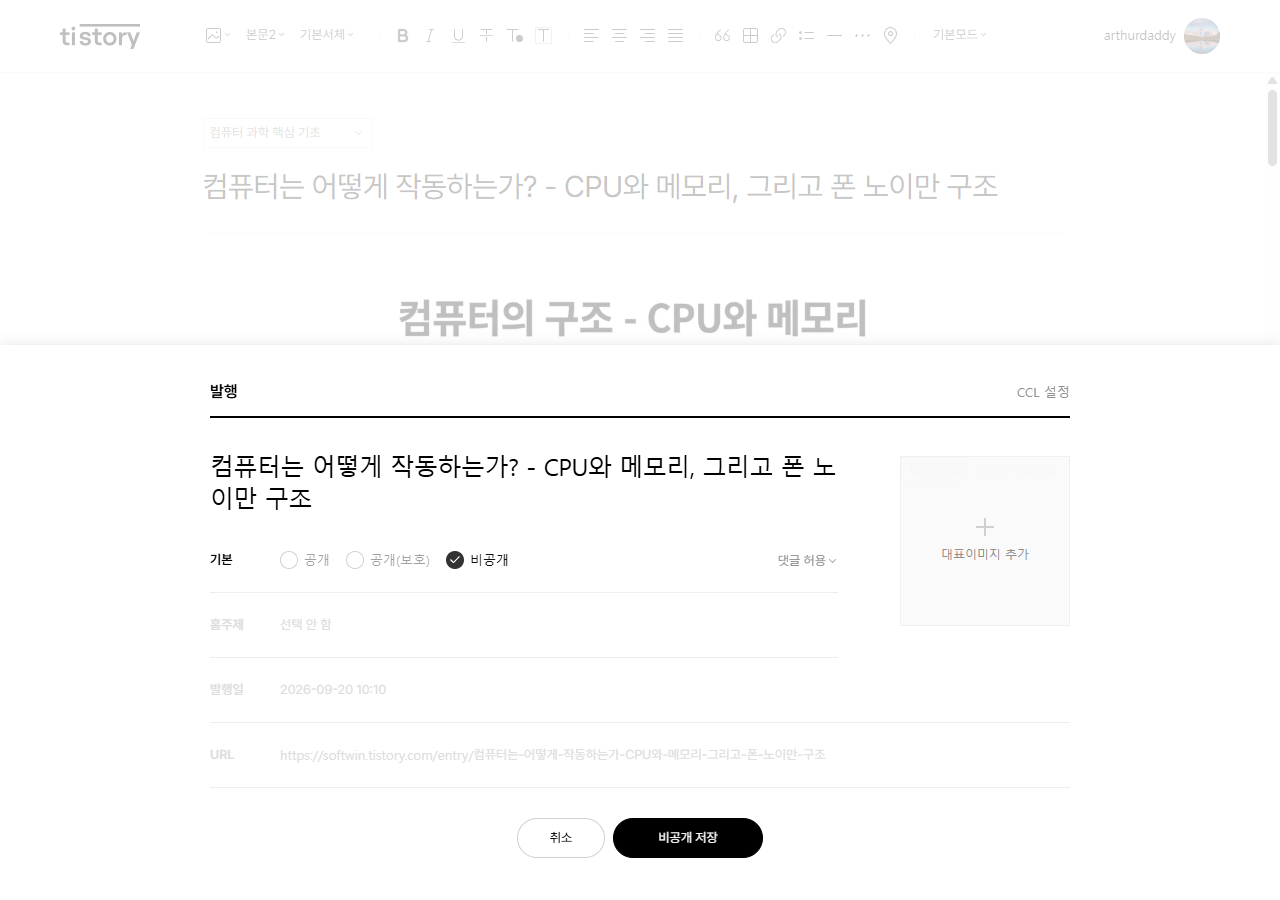 tistory
본문2
기본서체
B I U T T T
66
기본모드
arthurdaddy
컴퓨터 과학 핵심 기초
컴퓨터는 어떻게 작동하는가? - CPU와 메모리, 그리고 폰 노이만 구조
컴퓨터의 구조 - CPU와 메모리
발행
CCL 설정
컴퓨터는 어떻게 작동하는가? - CPU와 메모리, 그리고 폰 노
이만 구조
대표이미지 추가
기본 공개 공개(보호) 비공개 댓글 허용
홈주제 선택 안 함
발행일 2026-09-20 10:10
URL https://softwin.tistory.com/entry/컴퓨터는-어떻게-작동하는가-CPU와-메모리-그리고-폰-노이만-구조
취소
비공개 저장